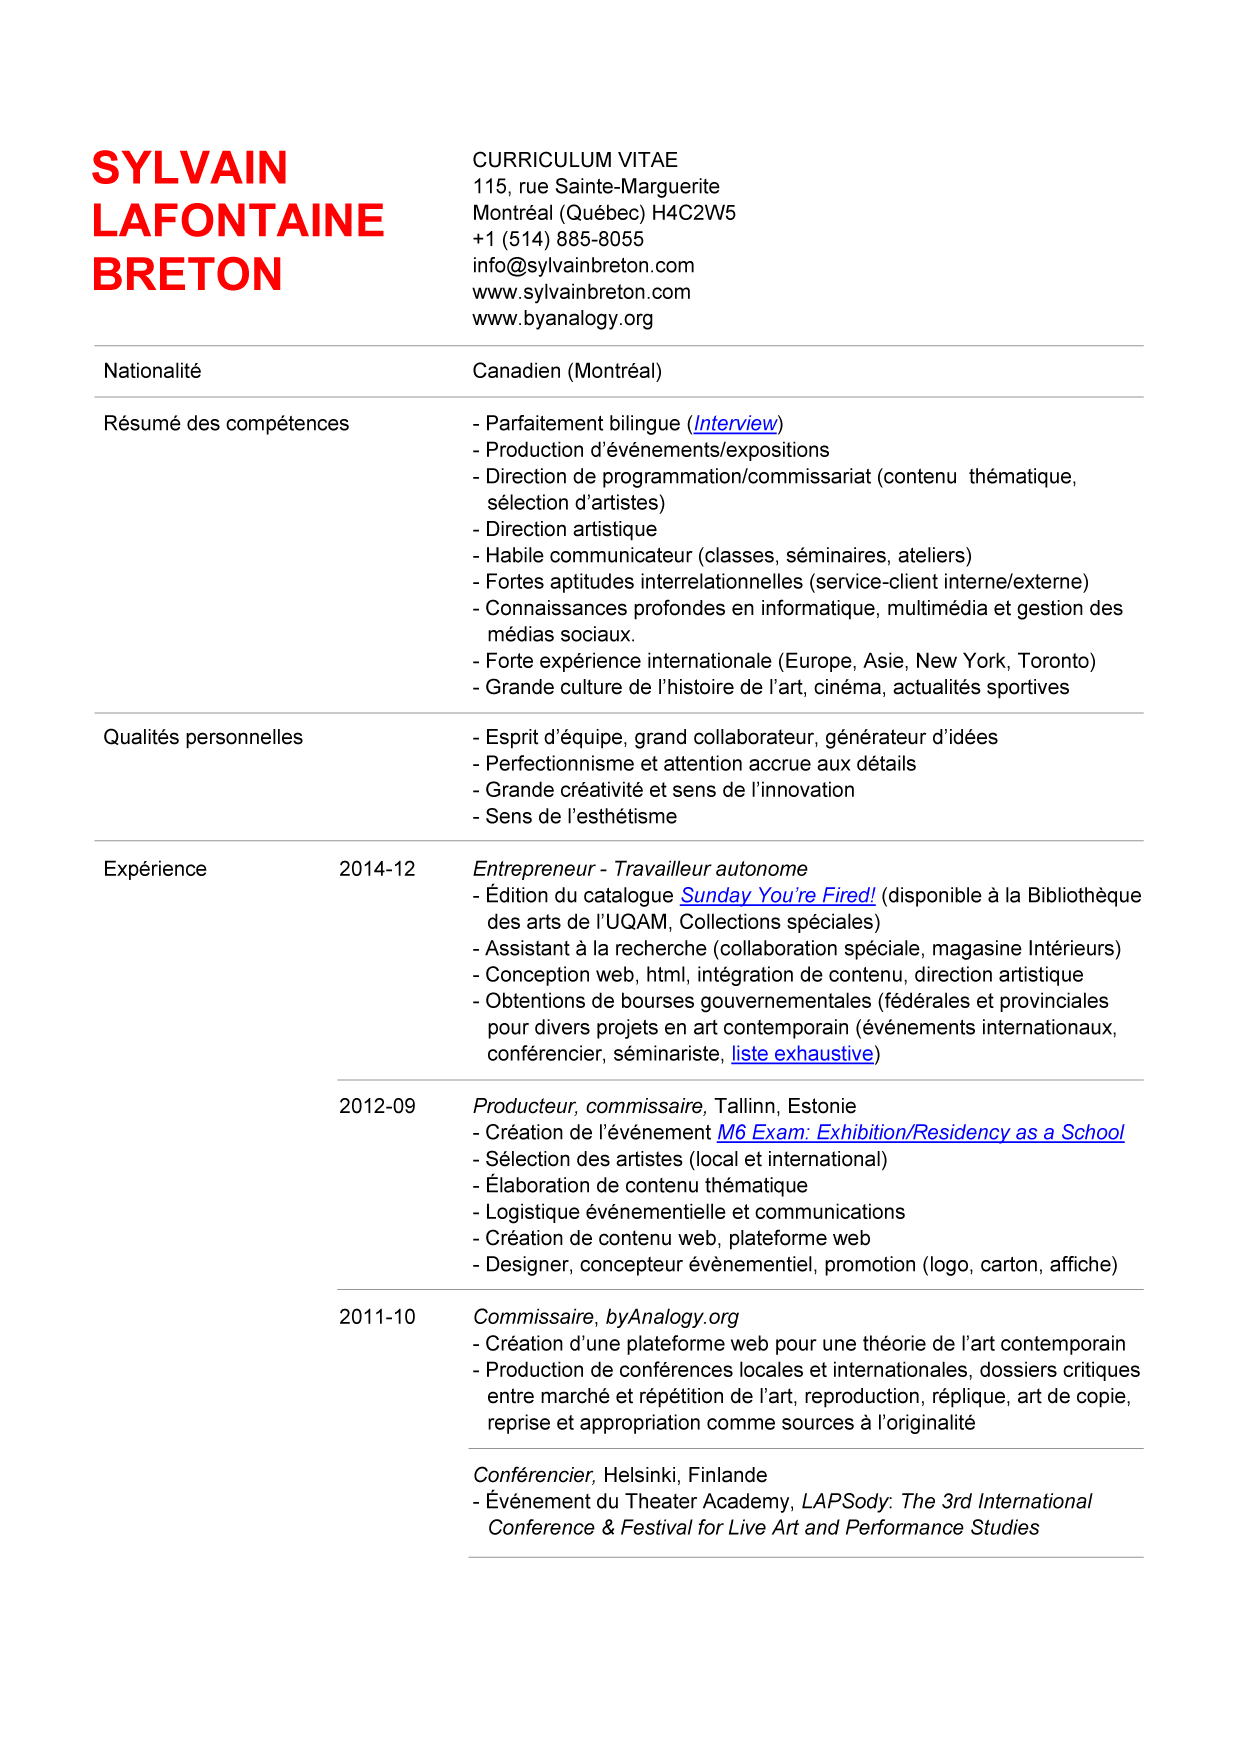 SYLVAIN
LAFONTAINE
BRETON
CURRICULUM VITAE
115, rue Sainte-Marguerite
Montréal (Québec) H4C2W5
+1 (514) 885-8055
info@sylvainbreton.com
www.sylvainbreton.com
www.byanalogy.org
Nationalité Canadien (Montréal)
Résumé des compétences - Parfaitement bilingue (Interview)
- Production d’événements/expositions
- Direction de programmation/commissariat (contenu thématique,
sélection d’artistes)
- Direction artistique
- Habile communicateur (classes, séminaires, ateliers)
- Fortes aptitudes interrelationnelles (service-client interne/externe)
- Connaissances profondes en informatique, multimédia et gestion des
médias sociaux.
- Forte expérience internationale (Europe, Asie, New York, Toronto)
- Grande culture de l’histoire de l’art, cinéma, actualités sportives
Qualités personnelles - Esprit d’équipe, grand collaborateur, générateur d’idées
- Perfectionnisme et attention accrue aux détails
- Grande créativité et sens de l’innovation
- Sens de l’esthétisme
Expérience 2014-12 Entrepreneur - Travailleur autonome
- Édition du catalogue Sunday You’re Fired! (disponible à la Bibliothèque
des arts de l’UQAM, Collections spéciales)
- Assistant à la recherche (collaboration spéciale, magasine Intérieurs)
- Conception web, html, intégration de contenu, direction artistique
- Obtentions de bourses gouvernementales (fédérales et provinciales
pour divers projets en art contemporain (événements internationaux,
conférencier, séminariste, liste exhaustive)
2012-09 Producteur, commissaire, Tallinn, Estonie
- Création de l’événement M6 Exam: Exhibition/Residency as a School
- Sélection des artistes (local et international)
- Élaboration de contenu thématique
- Logistique événementielle et communications
- Création de contenu web, plateforme web
- Designer, concepteur évènementiel, promotion (logo, carton, affiche)
2011-10 Commissaire, byAnalogy.org
- Création d’une plateforme web pour une théorie de l’art contemporain
- Production de conférences locales et internationales, dossiers critiques
entre marché et répétition de l’art, reproduction, réplique, art de copie,
reprise et appropriation comme sources à l’originalité
Conférencier, Helsinki, Finlande
- Événement du Theater Academy, LAPSody: The 3rd International
Conference & Festival for Live Art and Performance Studies